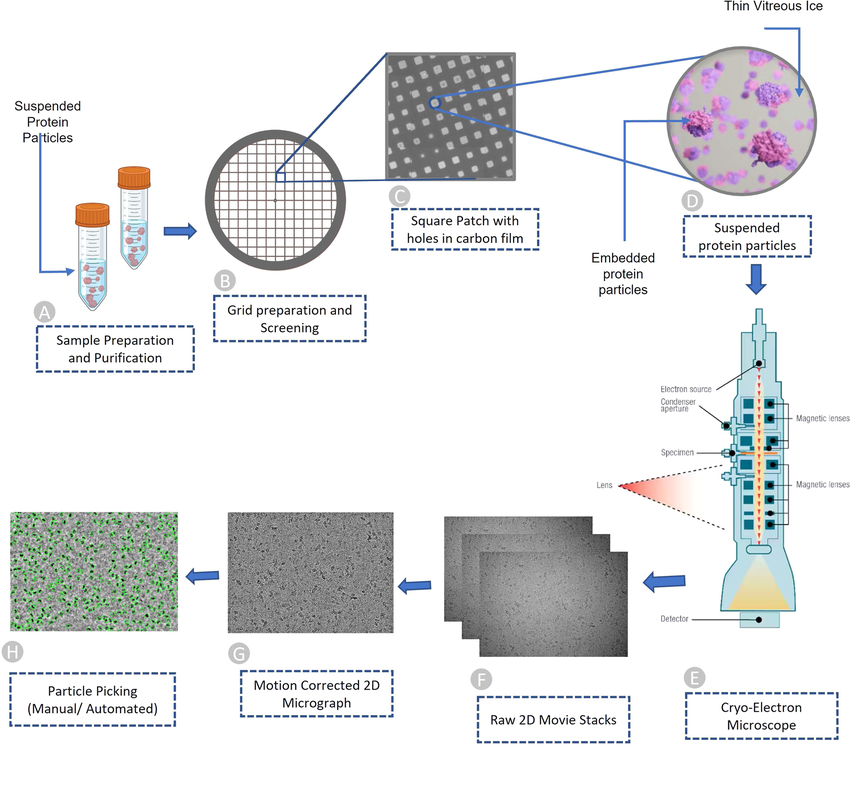 Thin Vitreous Ice
Suspended
Protein
Particles
A
Sample Preparation
and Purification
B
Grid preparation and
Screening
C
Square Patch with
holes in carbon film
D
Suspended
protein particles
Embedded
protein
particles
Electron source
Condenser
aperture
Magnetic lenses
Specimen
Lens
Magnetic lenses
Detector
E
Cryo-Electron
Microscope
F
Raw 2D Movie Stacks
G
Motion Corrected 2D
Micrograph
H
Particle Picking
(Manual/ Automated)